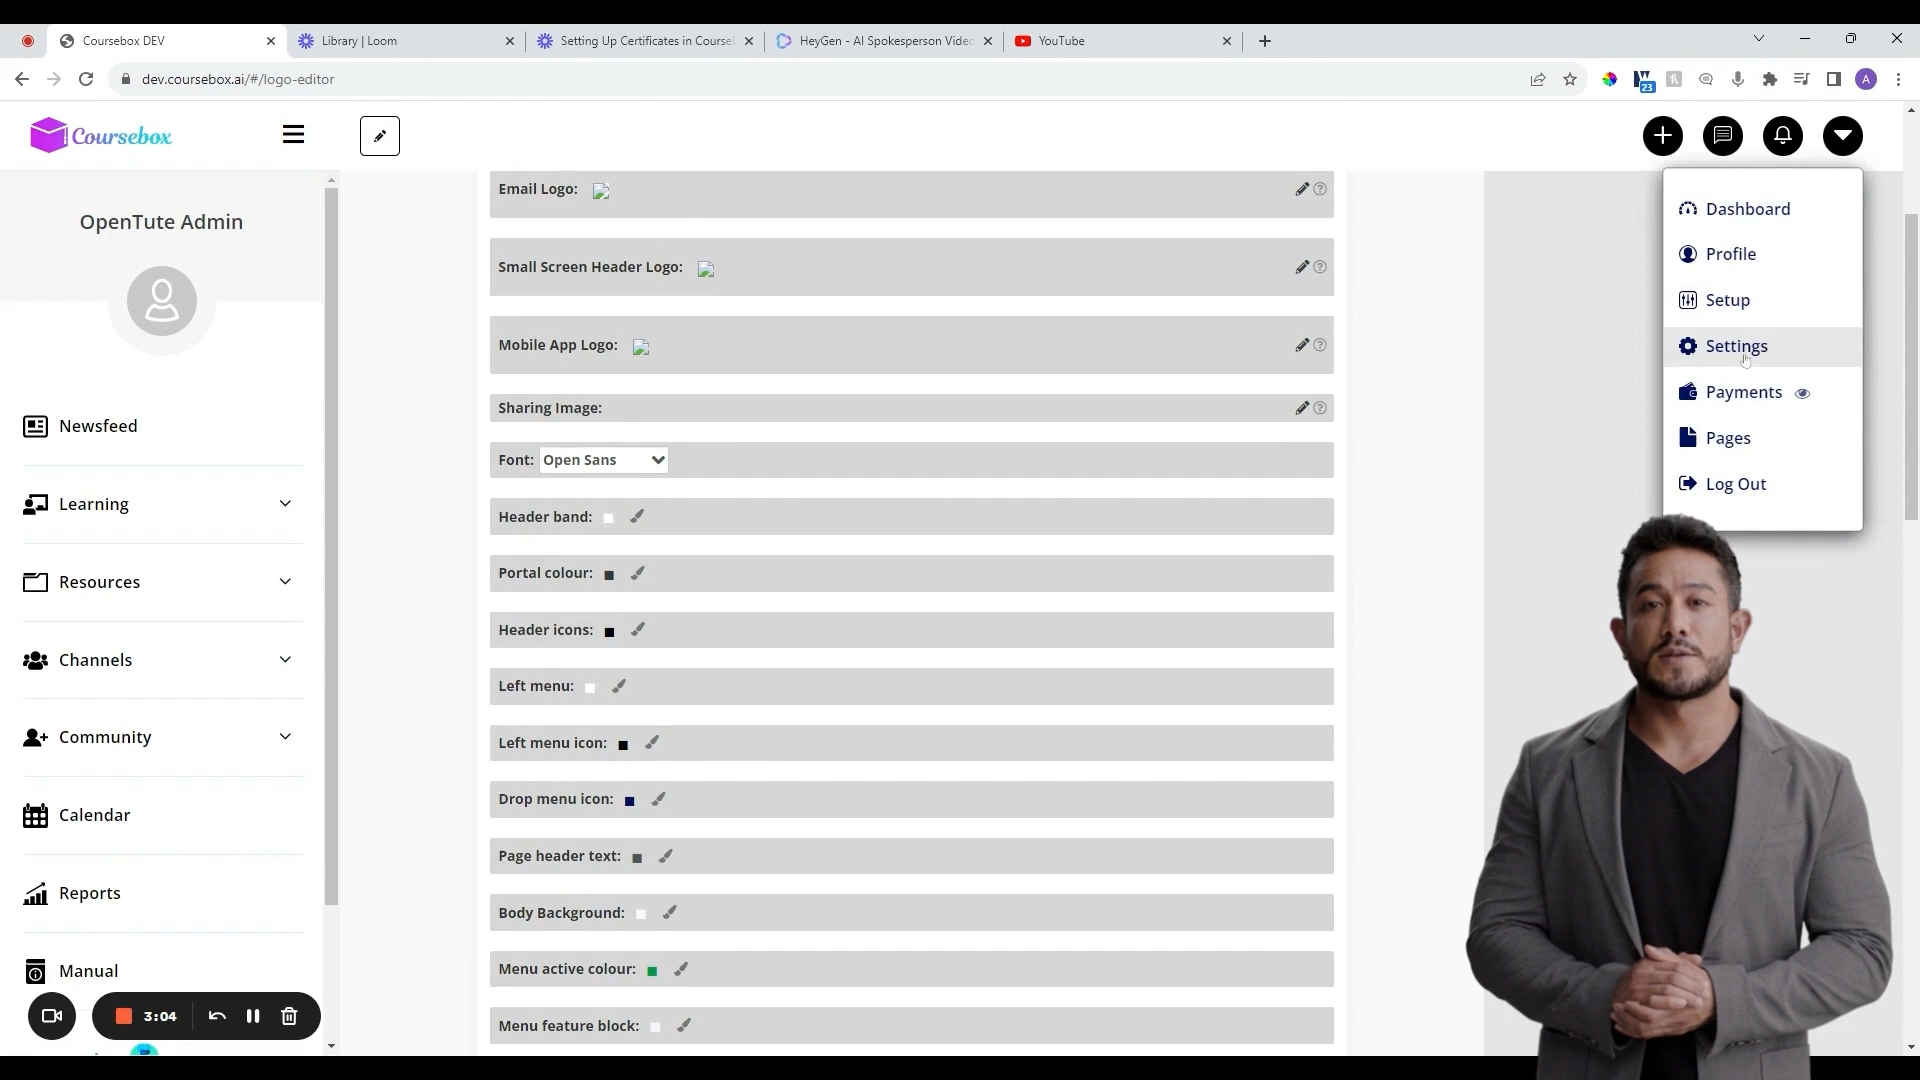 Coursebox DEV
Library | Loom
Setting Up Certificates in CourseB
HeyGen - AI Spokesperson Video
YouTube
dev.coursebox.ai/#/logo-editor
23
A
Coursebox
OpenTute Admin
Newsfeed
Learning
Resources
Channels
Community
Calendar
Reports
Manual
3:04
Email Logo:
Small Screen Header Logo:
Mobile App Logo:
Sharing Image:
Font: Open Sans
Header band:
Portal colour:
Header icons:
Left menu:
Left menu icon:
Drop menu icon:
Page header text:
Body Background:
Menu active colour:
Menu feature block:
Dashboard
Profile
Setup
Settings
Payments
Pages
Log Out